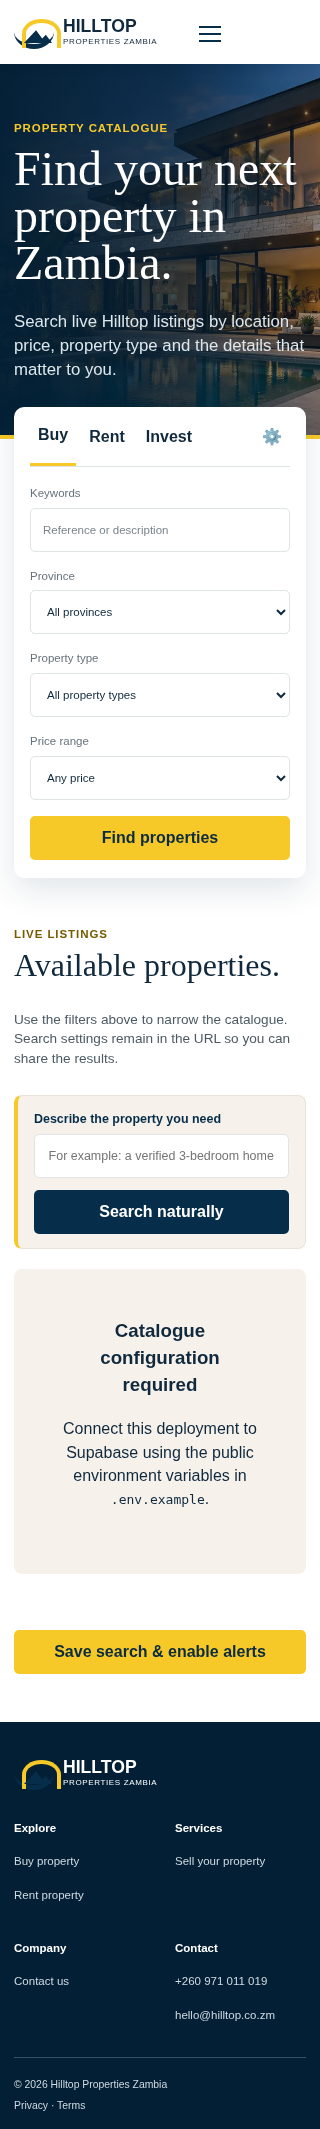 HILLTOP
PROPERTIES ZAMBIA
PROPERTY CATALOGUE
Find your next
property in
Zambia.
Search live Hilltop listings by location,
price, property type and the details that
matter to you.
Buy Rent Invest
Keywords
Reference or description
Province
All provinces
Property type
All property types
Price range
Any price
Find properties
LIVE LISTINGS
Available properties.
Use the filters above to narrow the catalogue.
Search settings remain in the URL so you can
share the results.
Describe the property you need
For example: a verified 3-bedroom home
Search naturally
Catalogue
configuration
required
Connect this deployment to
Supabase using the public
environment variables in
.env.example.
Save search & enable alerts
HILLTOP
PROPERTIES ZAMBIA
Explore
Buy property
Rent property
Services
Sell your property
Company
Contact us
Contact
+260 971 011 019
hello@hilltop.co.zm
© 2026 Hilltop Properties Zambia
Privacy · Terms